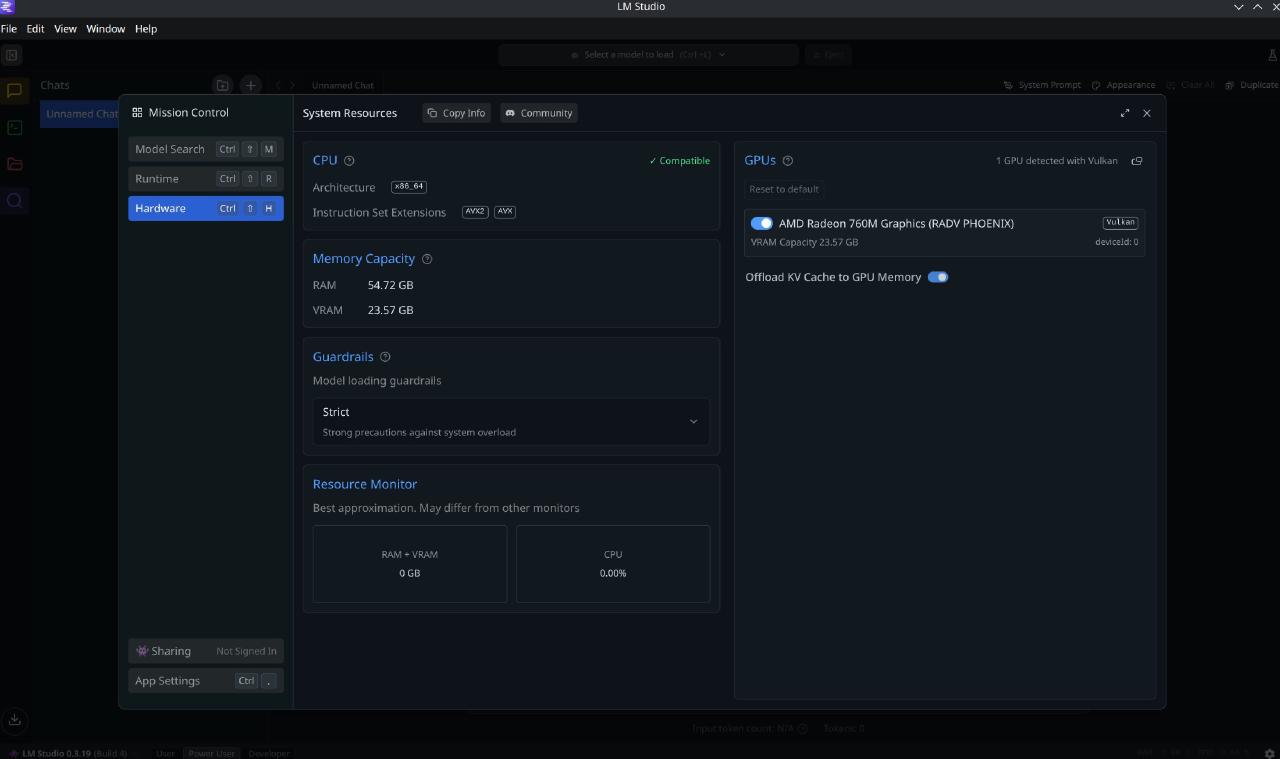 LM Studio
File Edit View Window Help
Select a model to load (Ctrl+L) Eject
Chats Unnamed Chat System Prompt Appearance Clear All Duplicate
Unnamed Chat
Mission Control
Model Search Ctrl ⇧ M
Runtime Ctrl ⇧ R
Hardware Ctrl ⇧ H
Sharing Not Signed In
App Settings Ctrl .
System Resources Copy Info Community
CPU ? ✓ Compatible
Architecture x86_64
Instruction Set Extensions AVX2 AVX
Memory Capacity ?
RAM 54.72 GB
VRAM 23.57 GB
Guardrails ?
Model loading guardrails
Strict
Strong precautions against system overload
Resource Monitor
Best approximation. May differ from other monitors
RAM + VRAM CPU
0 GB 0.00%
GPUs ? 1 GPU detected with Vulkan
Reset to default
AMD Radeon 760M Graphics (RADV PHOENIX) Vulkan
VRAM Capacity 23.57 GB deviceId: 0
Offload KV Cache to GPU Memory
Input token count: N/A ? Tokens: 0
LM Studio 0.3.19 (Build 4) User Power User Developer